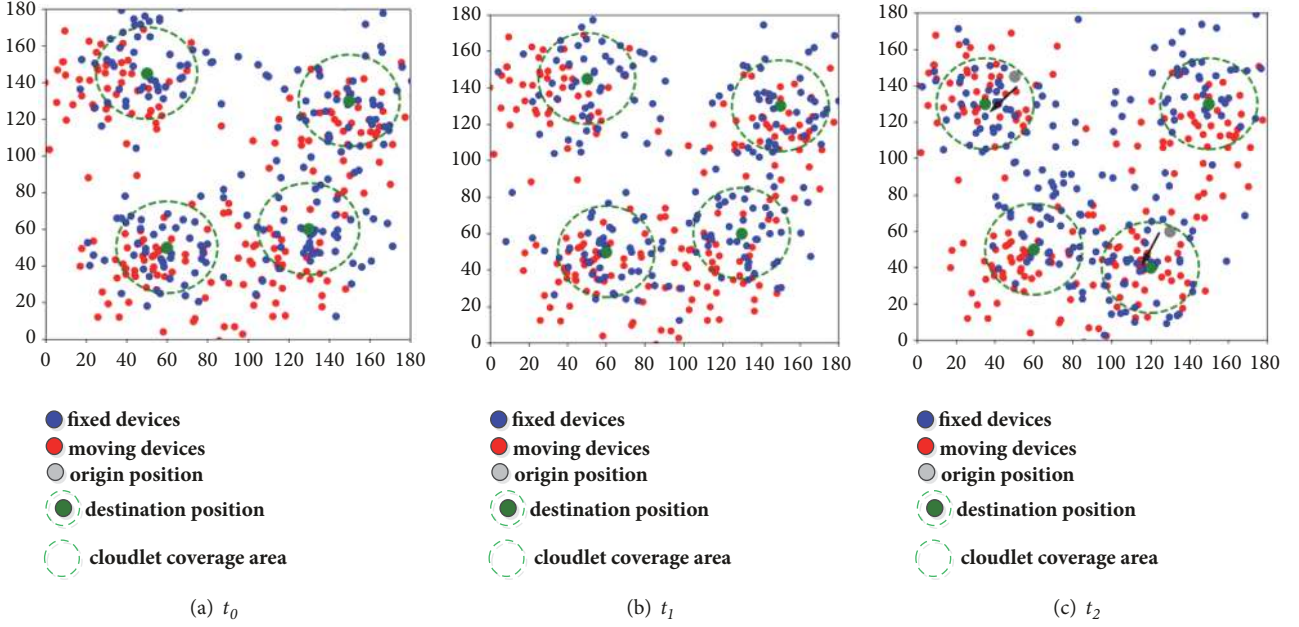 180
160
140
120
100
80
60
40
20
0
0 20 40 60 80 100 120 140 160 180
fixed devices
moving devices
origin position
destination position
cloudlet coverage area
(a) t0
180
160
140
120
100
80
60
40
20
0
0 20 40 60 80 100 120 140 160 180
fixed devices
moving devices
origin position
destination position
cloudlet coverage area
(b) t1
180
160
140
120
100
80
60
40
20
0
0 20 40 60 80 100 120 140 160 180
fixed devices
moving devices
origin position
destination position
cloudlet coverage area
(c) t2